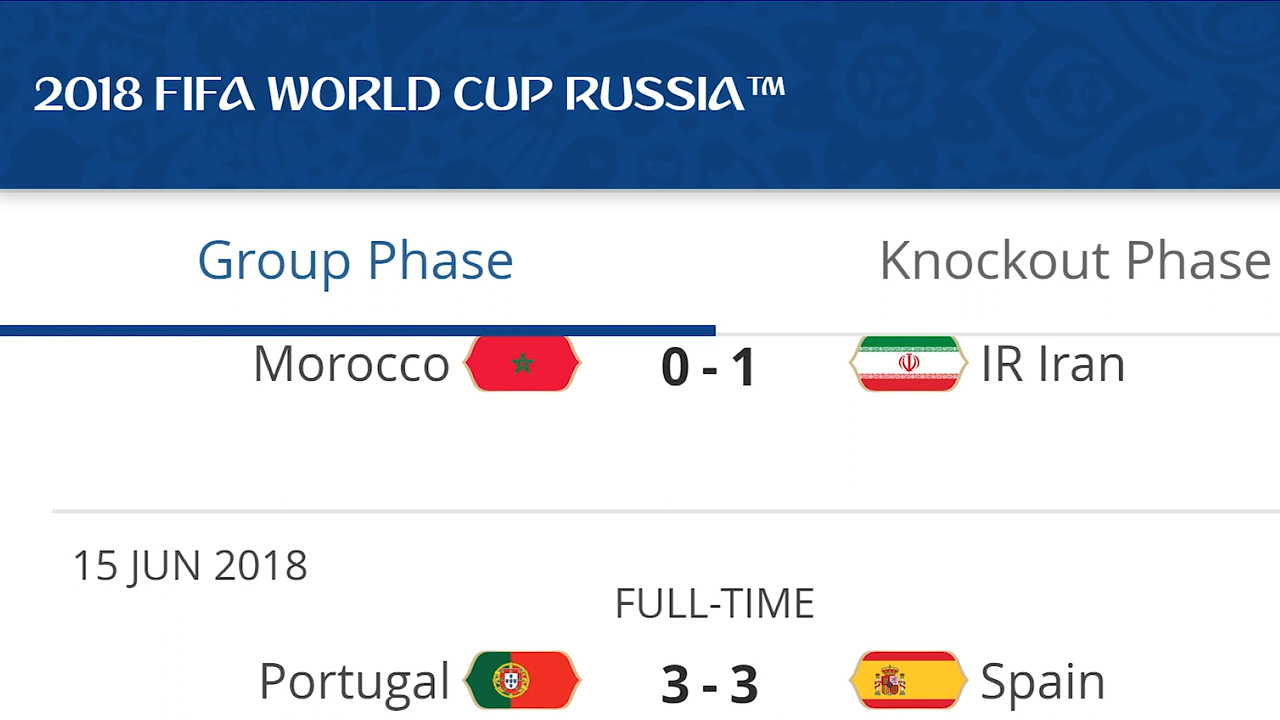 2018 FIFA WORLD CUP RUSSIA™
Group Phase Knockout Phase
Morocco 0 - 1 IR Iran
15 JUN 2018
FULL-TIME
Portugal 3 - 3 Spain